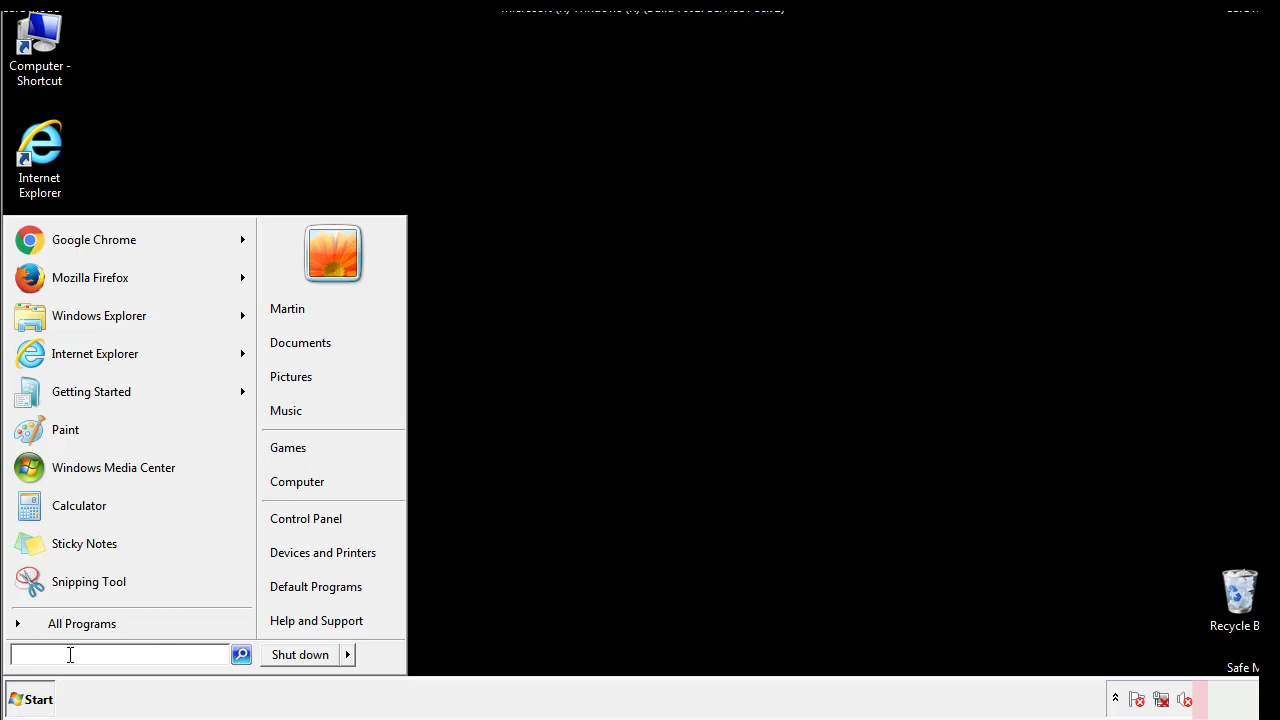 Computer -
Shortcut
Internet
Explorer
Google Chrome
Mozilla Firefox
Windows Explorer
Internet Explorer
Getting Started
Paint
Windows Media Center
Calculator
Sticky Notes
Snipping Tool
All Programs
Martin
Documents
Pictures
Music
Games
Computer
Control Panel
Devices and Printers
Default Programs
Help and Support
Shut down
Recycle B
Safe M
Start